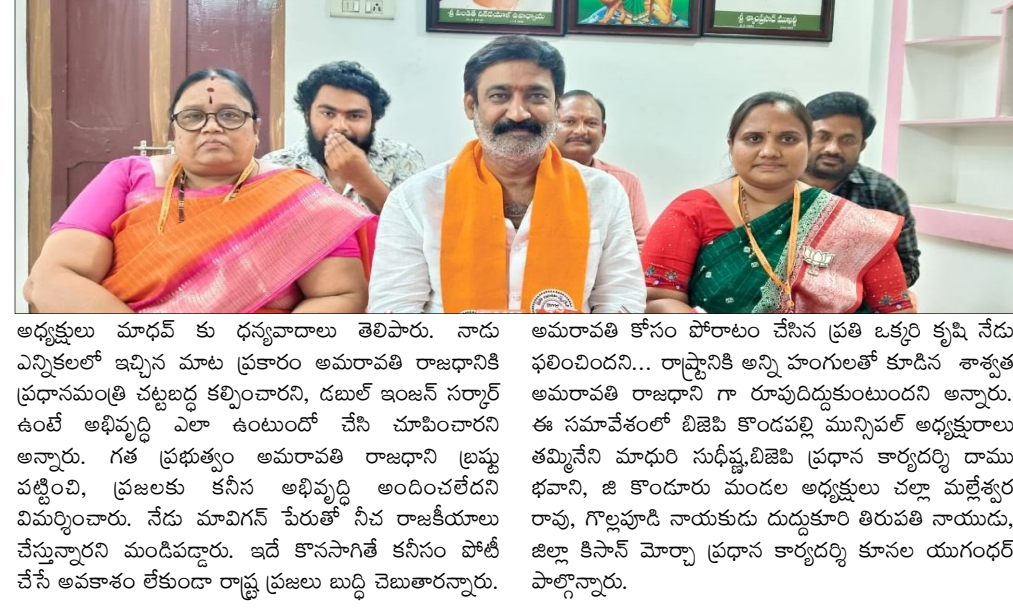 శ్రీ పండిత దీనదయాళ్ ఉపాధ్యాయ
శ్రీ శ్యాంప్రసాద్ ముఖర్జీ
అధ్యక్షులు మాధవ్ కు ధన్యవాదాలు తెలిపారు. నాడు
ఎన్నికలలో ఇచ్చిన మాట ప్రకారం అమరావతి రాజధానికి
ప్రధానమంత్రి చట్టబద్ధ కల్పించారని, డబుల్ ఇంజన్ సర్కార్
ఉంటే అభివృద్ధి ఎలా ఉంటుందో చేసి చూపించారని
అన్నారు. గత ప్రభుత్వం అమరావతి రాజధాని భ్రష్టు
పట్టించి, ప్రజలకు కనీస అభివృద్ధి అందించలేదని
విమర్శించారు. నేడు మావిగన్ పేరుతో నీచ రాజకీయాలు
చేస్తున్నారని మండిపడ్డారు. ఇదే కొనసాగితే కనీసం పోటీ
చేసే అవకాశం లేకుండా రాష్ట్ర ప్రజలు బుద్ధి చెబుతారన్నారు.
అమరావతి కోసం పోరాటం చేసిన ప్రతి ఒక్కరి కృషి నేడు
ఫలించిందని... రాష్ట్రానికి అన్ని హంగులతో కూడిన శాశ్వత
అమరావతి రాజధాని గా రూపుదిద్దుకుంటుందని అన్నారు.
ఈ సమావేశంలో బిజెపి కొండపల్లి మున్సిపల్ అధ్యక్షురాలు
తమ్మినేని మాధురి సుధీష్ణ,బిజెపి ప్రధాన కార్యదర్శి దాము
భవాని, జి కొండూరు మండల అధ్యక్షులు చల్లా మల్లేశ్వర
రావు, గొల్లపూడి నాయకుడు దుద్దుకూరి తిరుపతి నాయుడు,
జిల్లా కిసాన్ మోర్చా ప్రధాన కార్యదర్శి కూనల యుగంధర్
పాల్గొన్నారు.